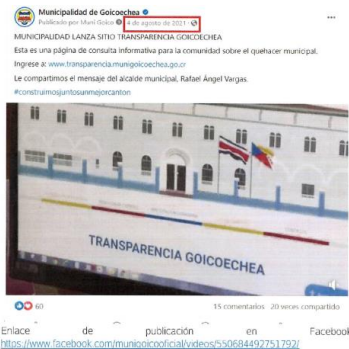 Municipalidad de Goicoechea
Publicado por Muni Goico
4 de agosto de 2021
MUNICIPALIDAD LANZA SITIO TRANSPARENCIA GOICOECHEA
Esta es una página de consulta informativa para la comunidad sobre el quehacer municipal.
Ingrese a: www.transparencia.munigoicoechea.go.cr
Le compartimos el mensaje del alcalde municipal, Rafael Ángel Vargas.
#construimosjuntosunmejorcanton
TRANSPARENCIA GOICOECHEA
60
15 comentarios 20 veces compartido
Enlace de publicación en Facebook
https://www.facebook.com/munigoicooficial/videos/550684492751792/